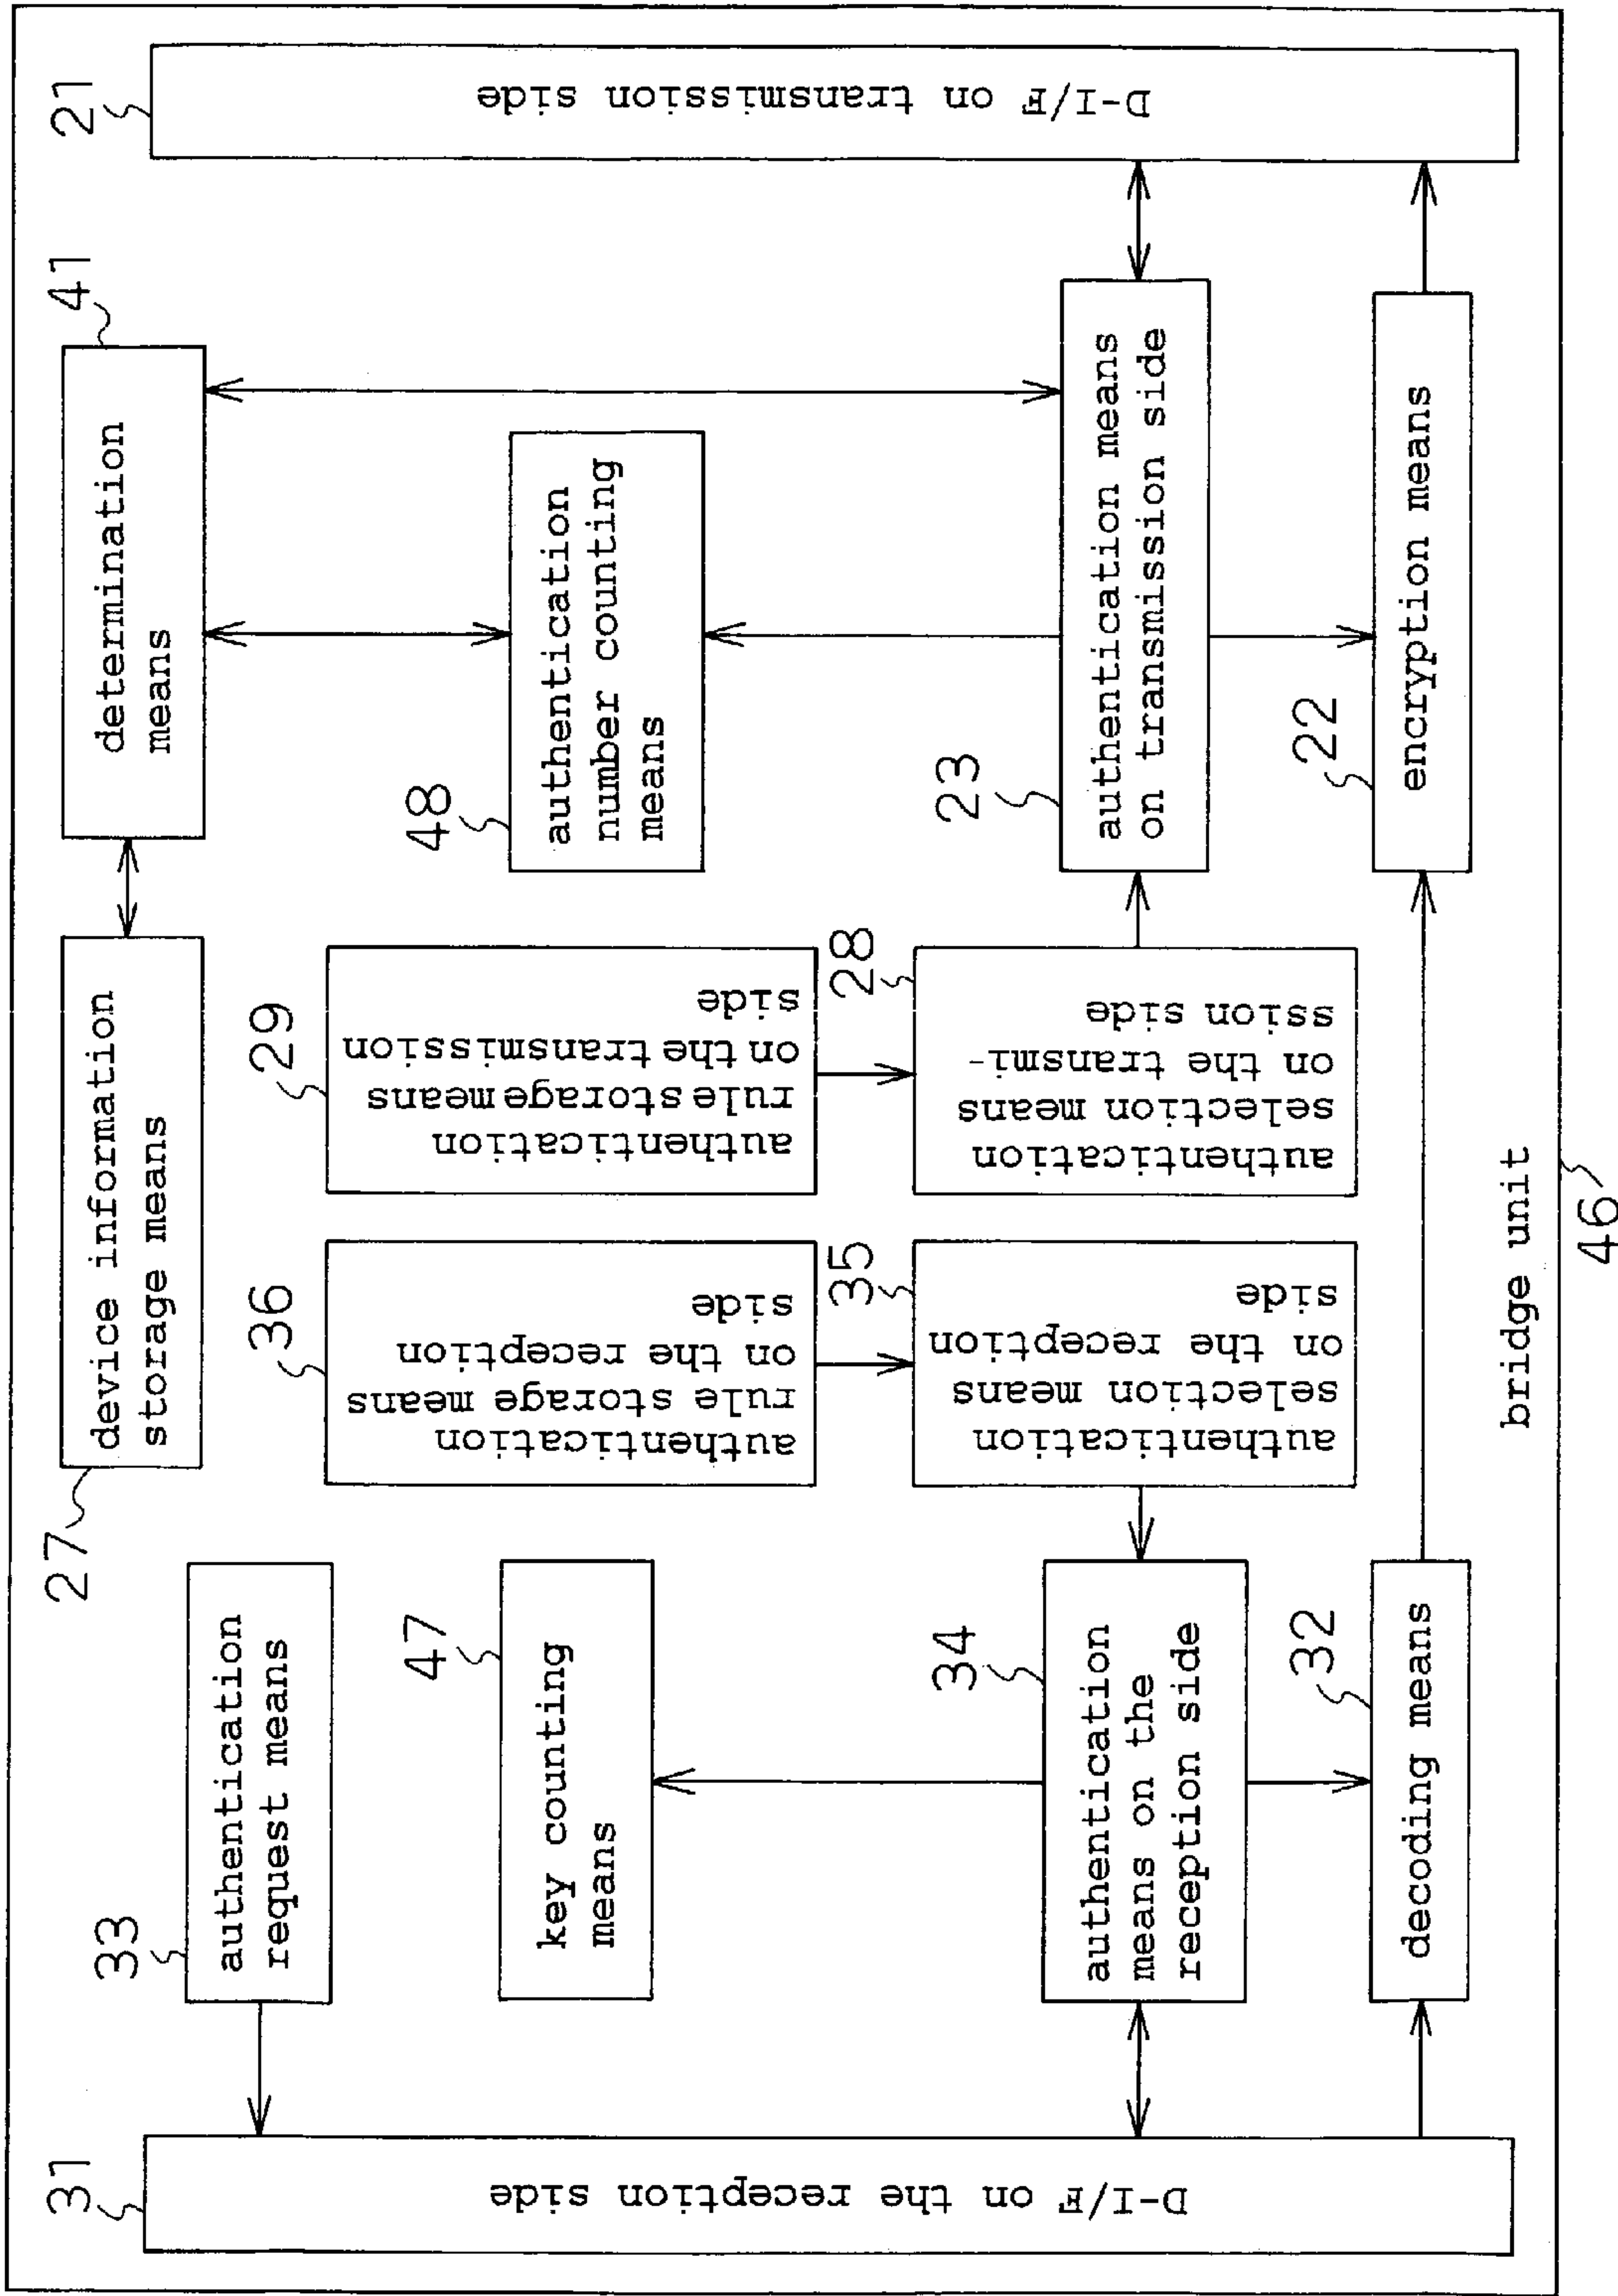 31
D-I/F on the reception side
33
authentication
request means
47
key counting
means
34
authentication
means on the
reception side
32
decoding means
27
device information
storage means
36
authentication
rule storage means
on the reception
side
35
authentication
selection means
on the reception
side
29
authentication
rule storage means
on the transmission
side
28
authentication
selection means
on the transmi-
ssion side
41
determination
means
48
authentication
number counting
means
23
authentication means
on transmission side
22
encryption means
21
D-I/F on transmission side
bridge unit
46